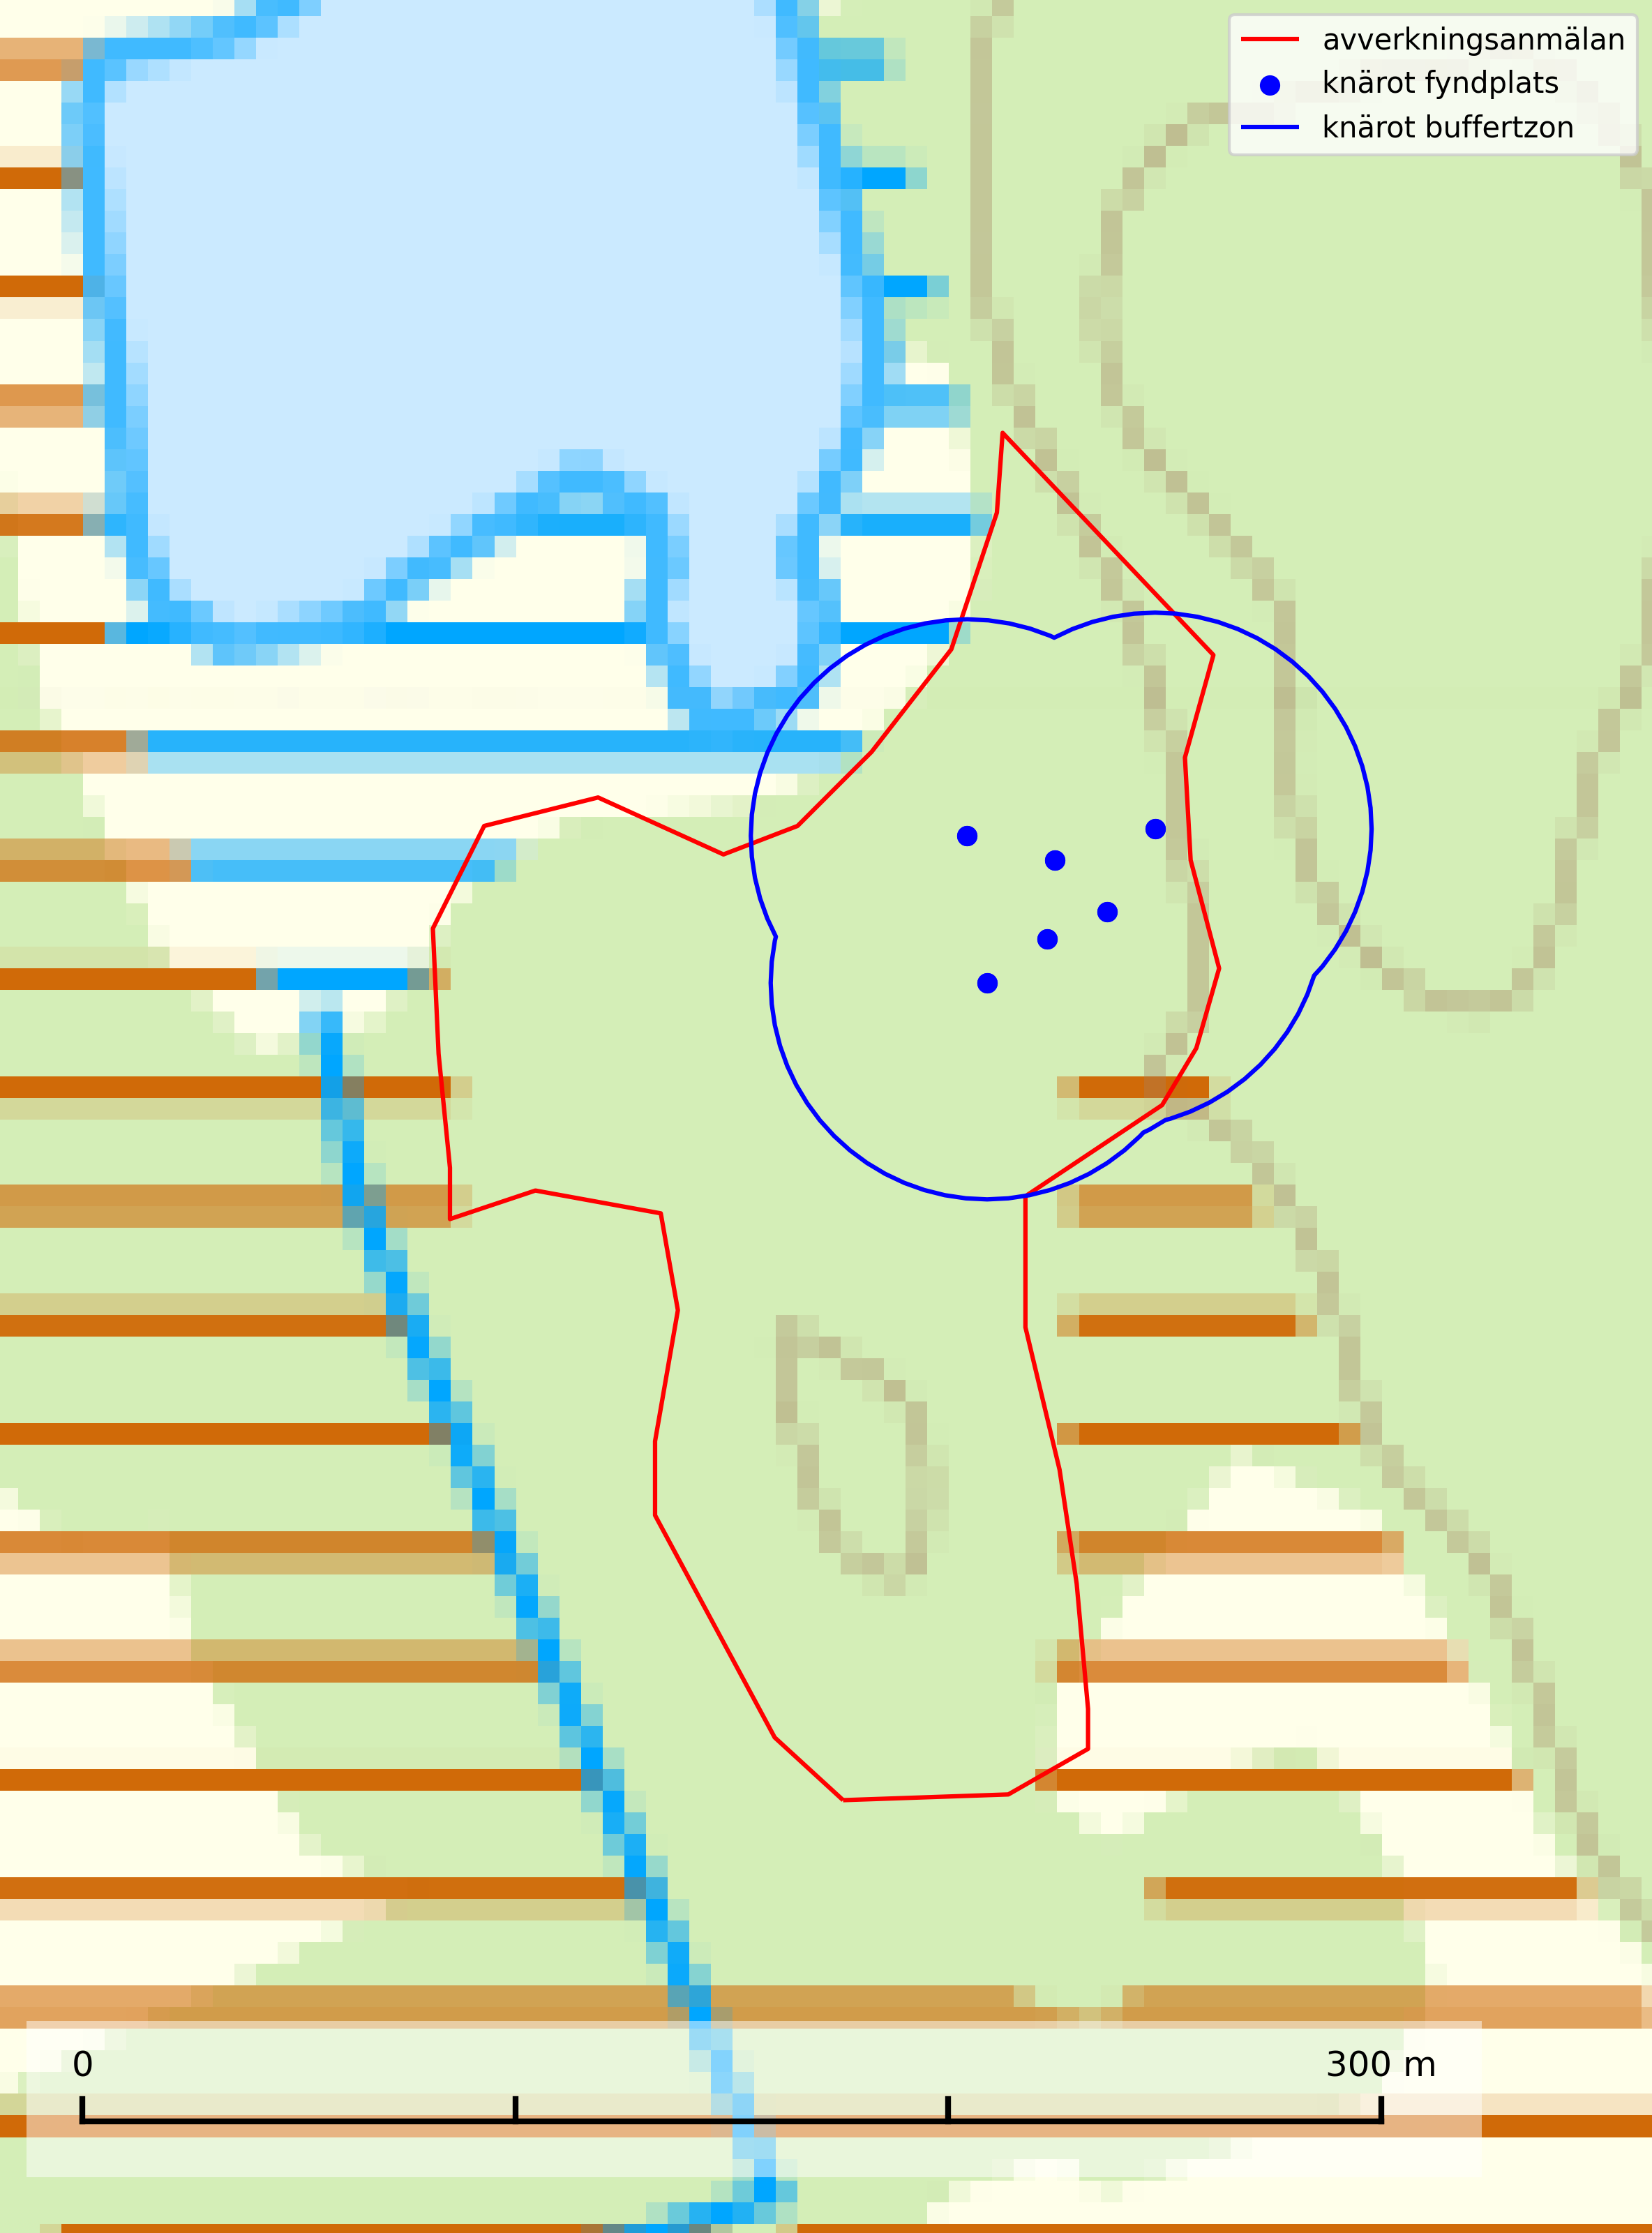 avverkningsanmälan
knärot fyndplats
knärot buffertzon
0 300 m